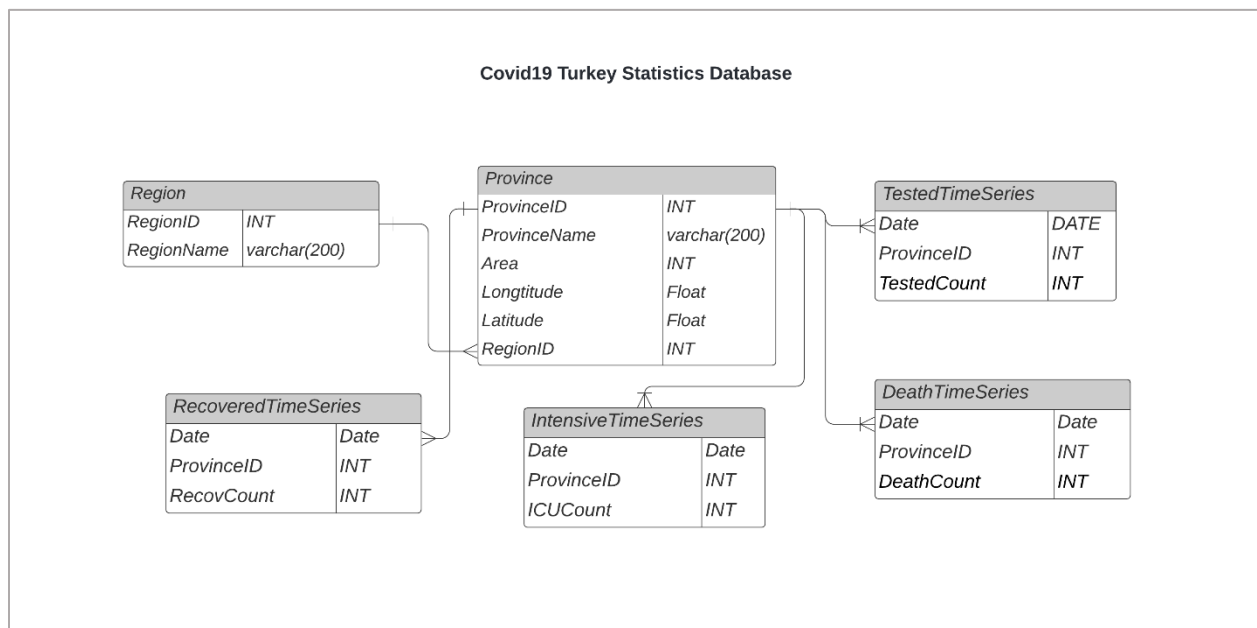 Covid19 Turkey Statistics Database
Region
RegionID INT
RegionName varchar(200)
Province
ProvinceID INT
ProvinceName varchar(200)
Area INT
Longtitude Float
Latitude Float
RegionID INT
TestedTimeSeries
Date DATE
ProvinceID INT
TestedCount INT
RecoveredTimeSeries
Date Date
ProvinceID INT
RecovCount INT
IntensiveTimeSeries
Date Date
ProvinceID INT
ICUCount INT
DeathTimeSeries
Date Date
ProvinceID INT
DeathCount INT